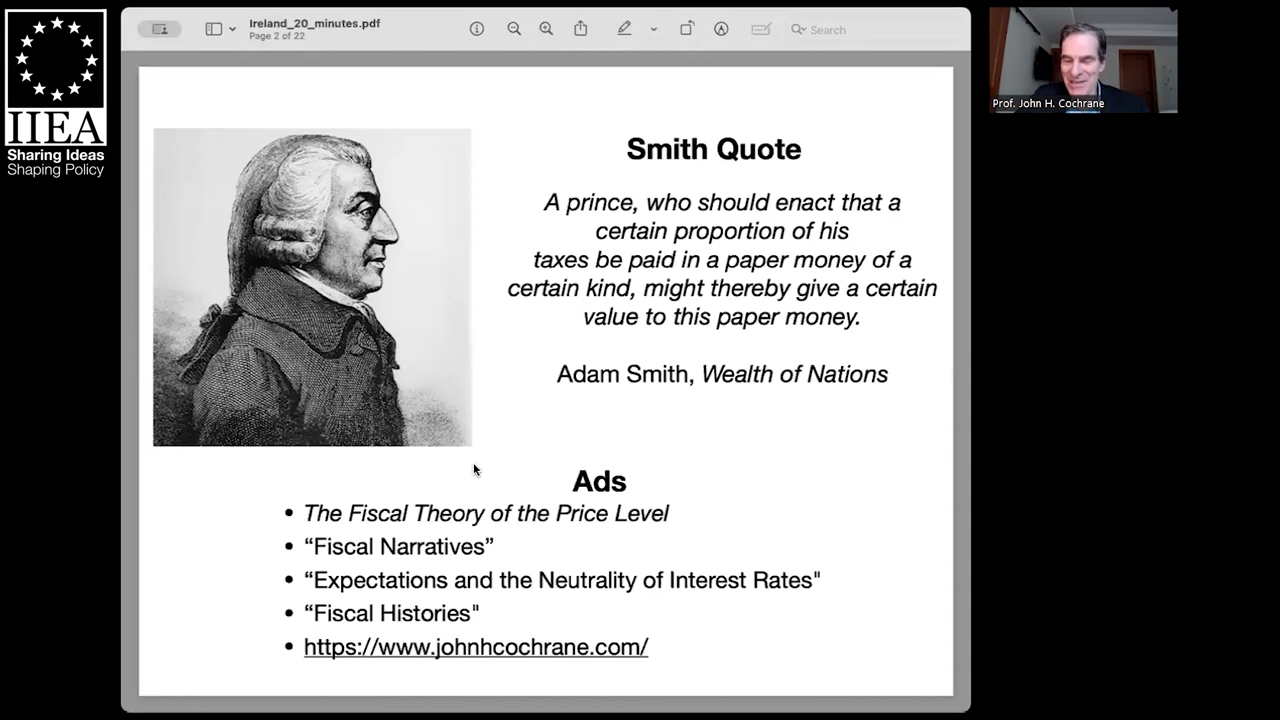 IIEA
Sharing Ideas
Shaping Policy
Ireland_20_minutes.pdf
Page 2 of 22
Search
Prof. John H. Cochrane
Smith Quote
A prince, who should enact that a
certain proportion of his
taxes be paid in a paper money of a
certain kind, might thereby give a certain
value to this paper money.
Adam Smith, Wealth of Nations
Ads
• The Fiscal Theory of the Price Level
• “Fiscal Narratives”
• “Expectations and the Neutrality of Interest Rates"
• “Fiscal Histories"
• https://www.johnhcochrane.com/